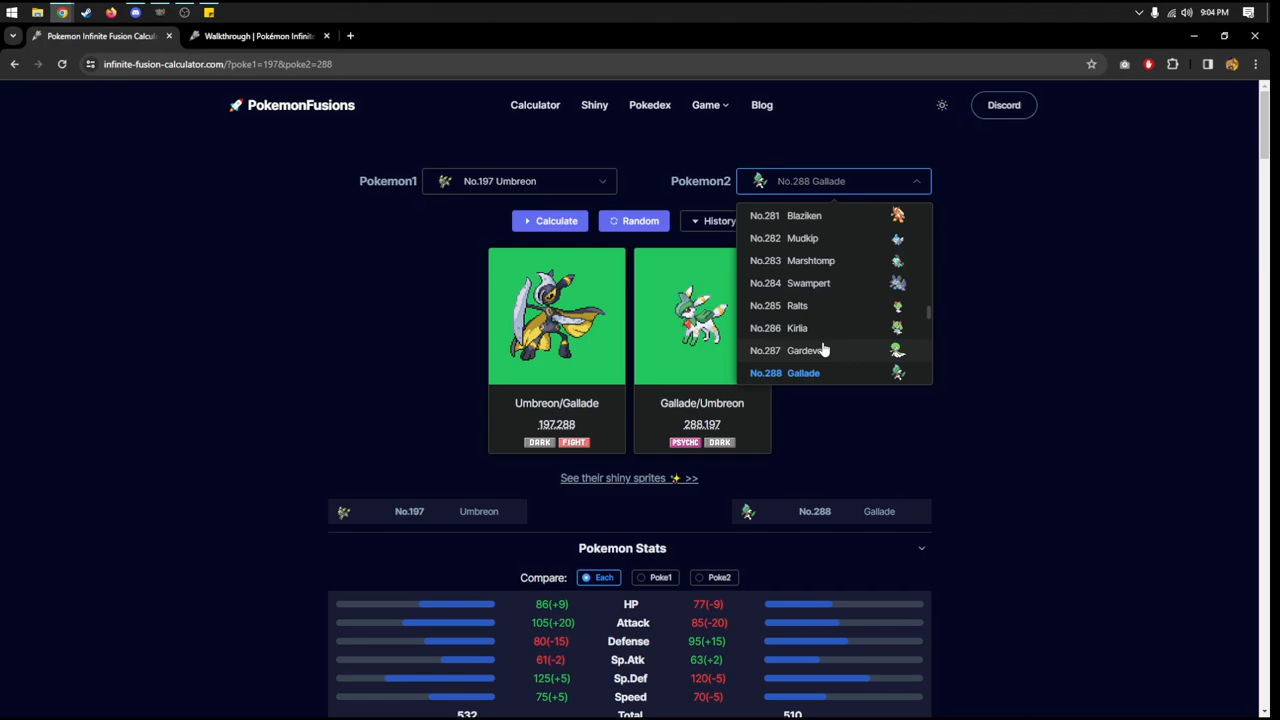 9:04 PM
Pokemon Infinite Fusion Calcul
Walkthrough | Pokémon Infinite
infinite-fusion-calculator.com/?poke1=197&poke2=288
PokemonFusions
Calculator Shiny Pokedex Game Blog
Discord
Pokemon1 No.197 Umbreon
Pokemon2 No.288 Gallade
Calculate Random History
No.281 Blaziken
No.282 Mudkip
No.283 Marshtomp
No.284 Swampert
No.285 Ralts
No.286 Kirlia
No.287
No.288 Gallade
Umbreon/Gallade
197.288
DARK FIGHT
Gallade/Umbreon
288.197
PSYCHC DARK
See their shiny sprites ✨ >>
No.197 Umbreon
No.288 Gallade
Pokemon Stats
Compare: Each Poke1 Poke2
86(+9) HP 77(-9)
105(+20) Attack 85(-20)
80(-15) Defense 95(+15)
61(-2) Sp.Atk 63(+2)
125(+5) Sp.Def 120(-5)
75(+5) Speed 70(-5)
532 Total 510